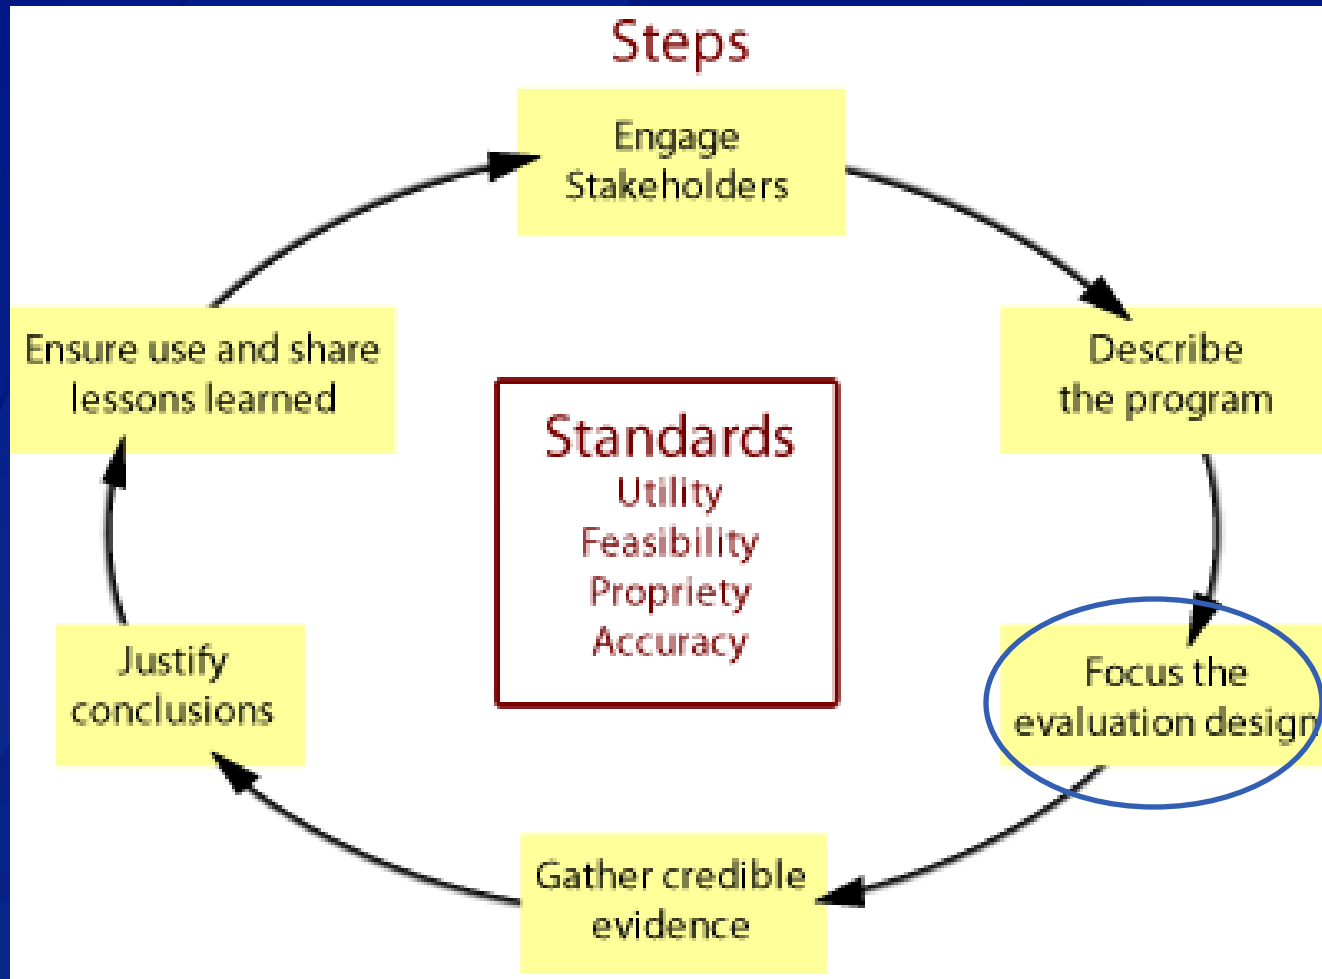 Steps
Engage
Stakeholders
Describe
the program
Focus the
evaluation design
Gather credible
evidence
Justify
conclusions
Ensure use and share
lessons learned
Standards
Utility
Feasibility
Propriety
Accuracy